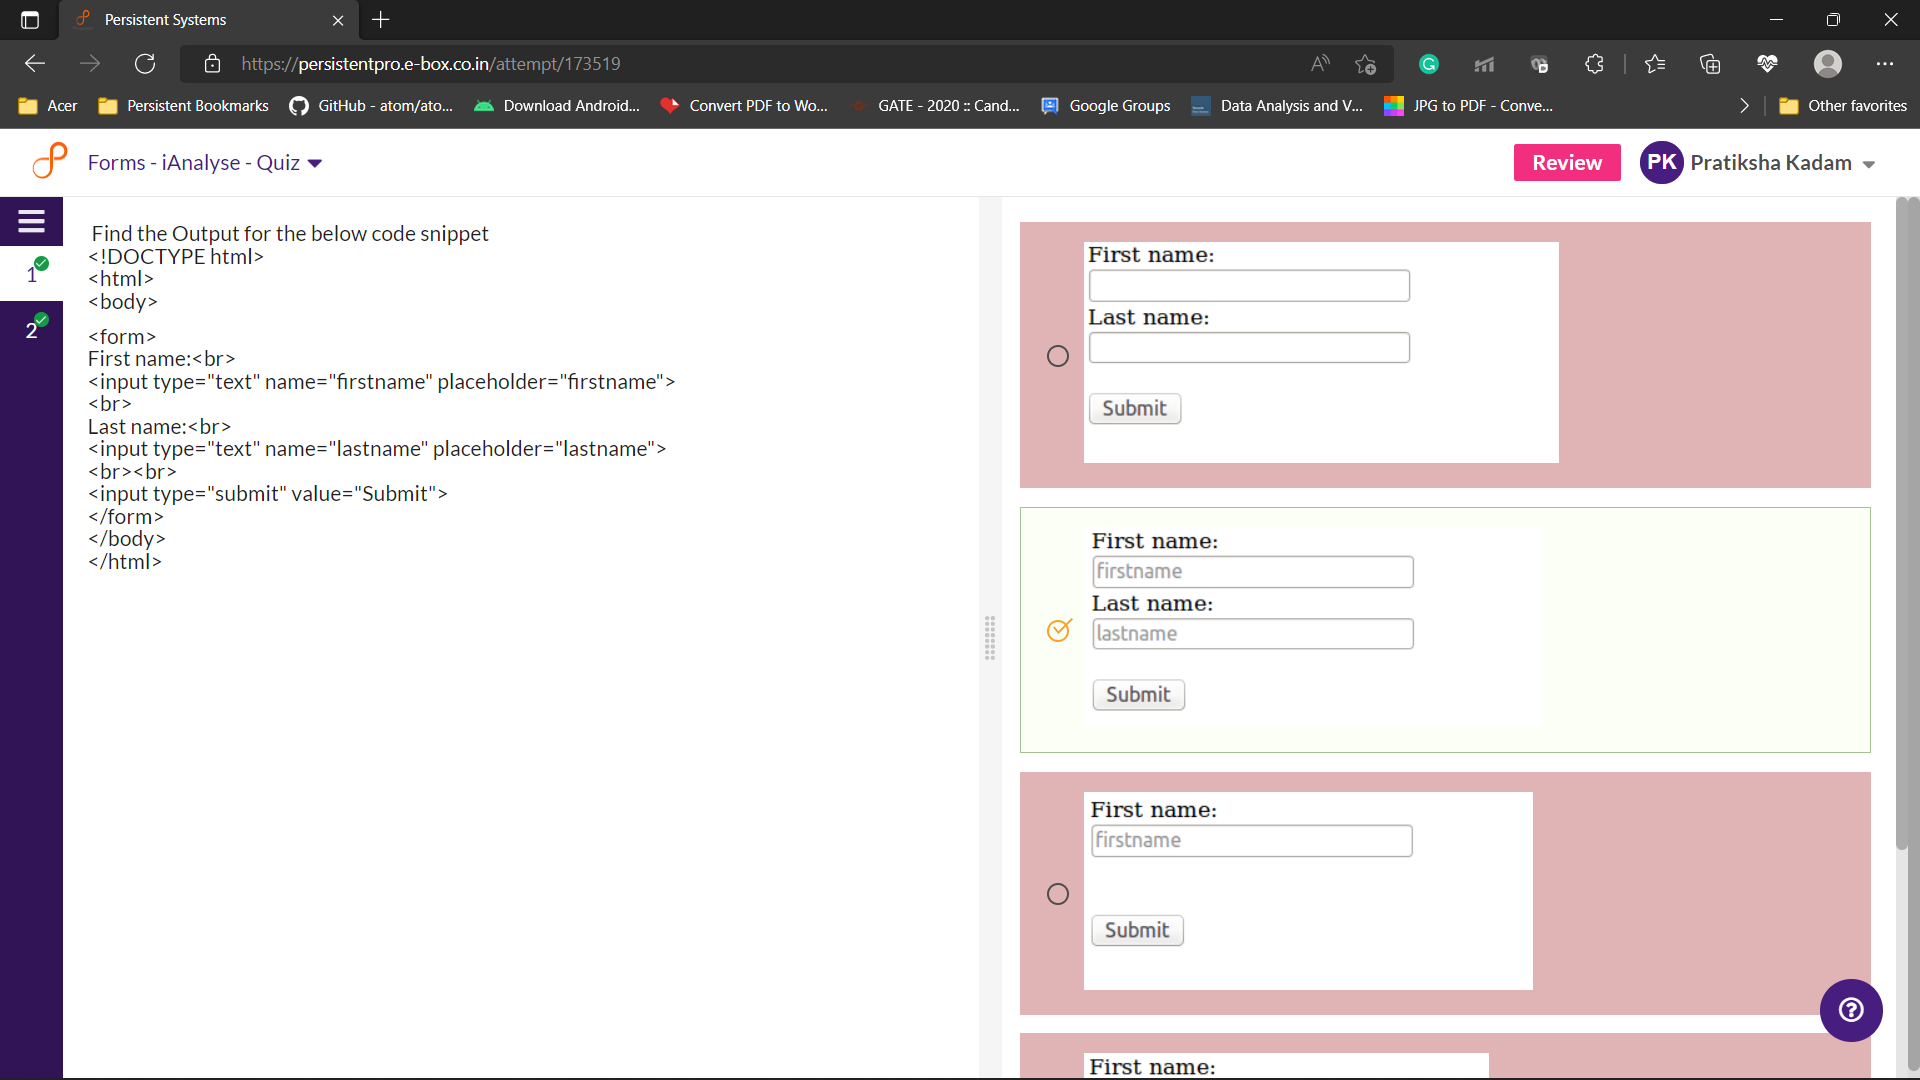 Persistent Systems
https://persistentpro.e-box.co.in/attempt/173519
Acer
Persistent Bookmarks
GitHub - atom/ato...
Download Android...
Convert PDF to Wo...
GATE - 2020 :: Cand...
Google Groups
Data Analysis and V...
JPG to PDF - Conve...
Other favorites
Forms - iAnalyse - Quiz
Review
PK
Pratiksha Kadam
1
2
Find the Output for the below code snippet
<!DOCTYPE html>
<html>
<body>
<form>
First name:<br>
<input type="text" name="firstname" placeholder="firstname">
<br>
Last name:<br>
<input type="text" name="lastname" placeholder="lastname">
<br><br>
<input type="submit" value="Submit">
</form>
</body>
</html>
First name:
Last name:
Submit
First name:
firstname
Last name:
lastname
Submit
First name:
firstname
Submit
First name: